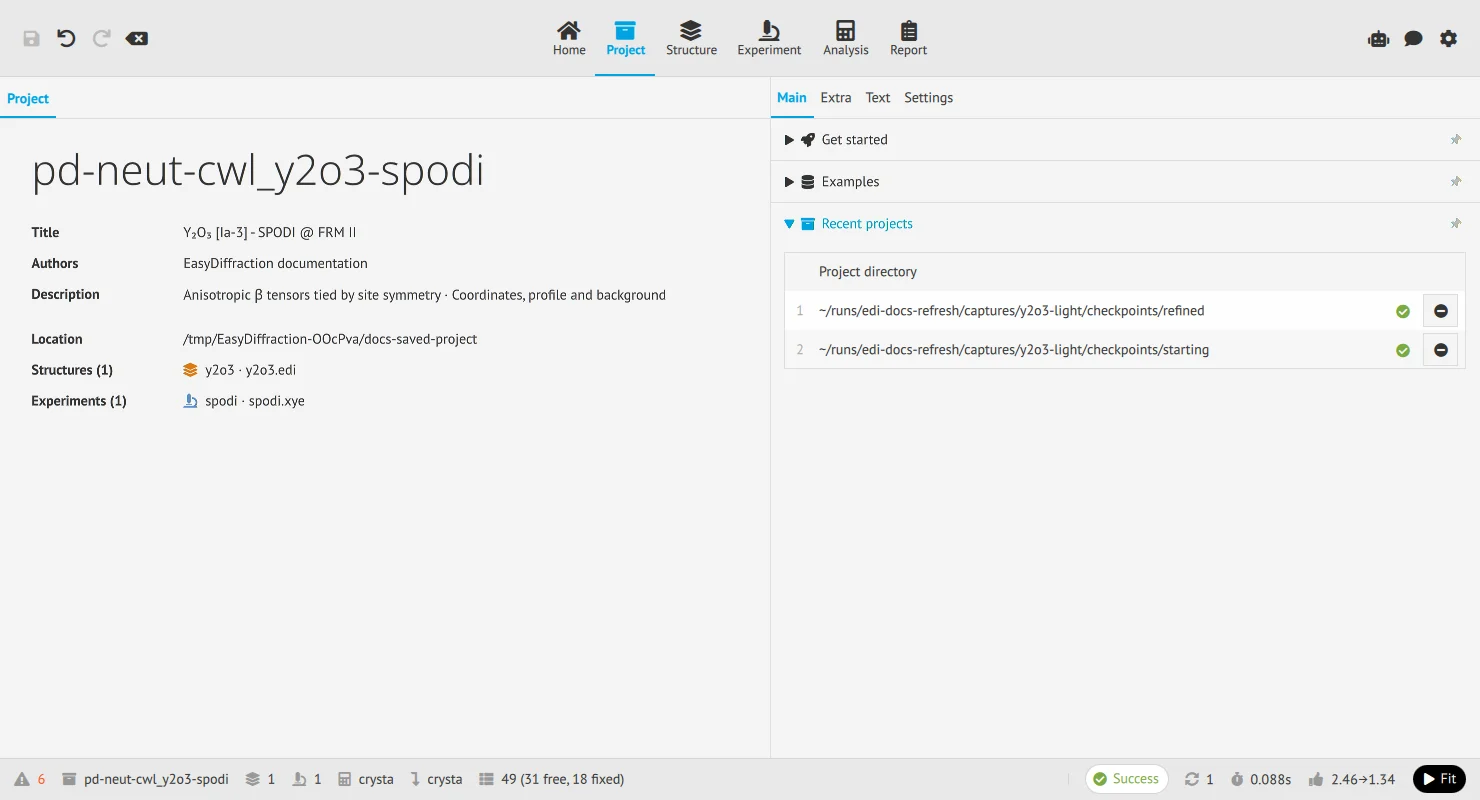 Home Project Structure Experiment Analysis Report
Project
Main Extra Text Settings
pd-neut-cwl_y2o3-spodi
Title Y₂O₃ [Ia-3] - SPODI @ FRM II
Authors EasyDiffraction documentation
Description Anisotropic β tensors tied by site symmetry · Coordinates, profile and background
Location /tmp/EasyDiffraction-OOcPva/docs-saved-project
Structures (1) y2o3 · y2o3.edi
Experiments (1) spodi · spodi.xye
Get started
Examples
Recent projects
Project directory
1 ~/runs/edi-docs-refresh/captures/y2o3-light/checkpoints/refined
2 ~/runs/edi-docs-refresh/captures/y2o3-light/checkpoints/starting
6 pd-neut-cwl_y2o3-spodi 1 1 crysta crysta 49 (31 free, 18 fixed) Success 1 0.088s 2.46→1.34 Fit